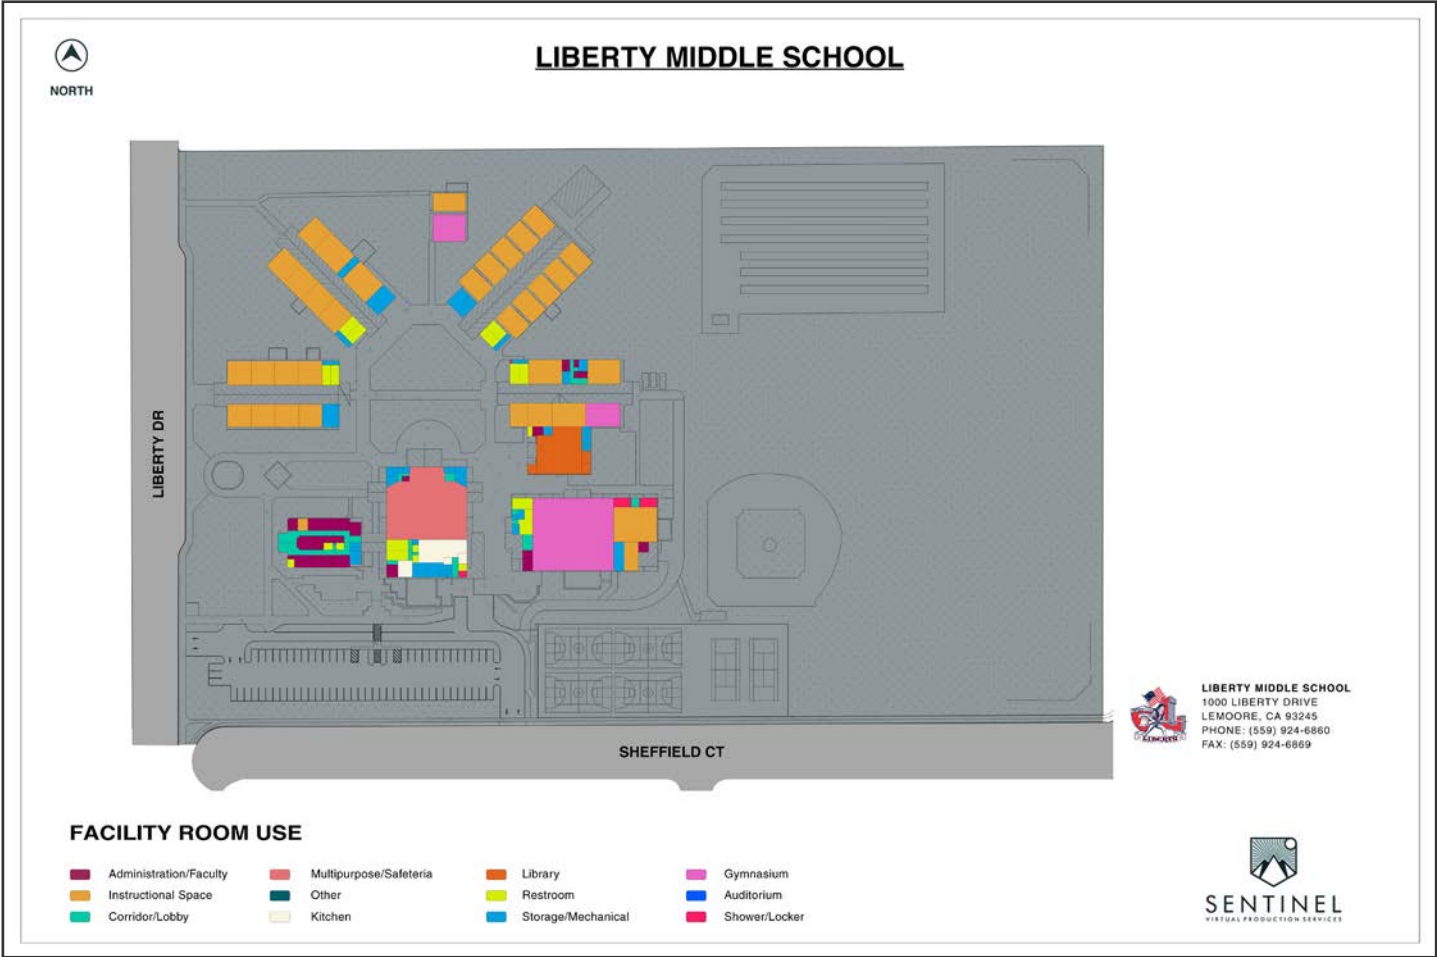 LIBERTY MIDDLE SCHOOL
NORTH
LIBERTY DR
SHEFFIELD CT
LIBERTY
LIBERTY MIDDLE SCHOOL
1000 LIBERTY DRIVE
LEMOORE, CA 93245
PHONE: (559) 924-6860
FAX: (559) 924-6869
FACILITY ROOM USE
Administration/Faculty
Instructional Space
Corridor/Lobby
Multipurpose/Safeteria
Other
Kitchen
Library
Restroom
Storage/Mechanical
Gymnasium
Auditorium
Shower/Locker
SENTINEL
VIRTUAL PRODUCTION SERVICES